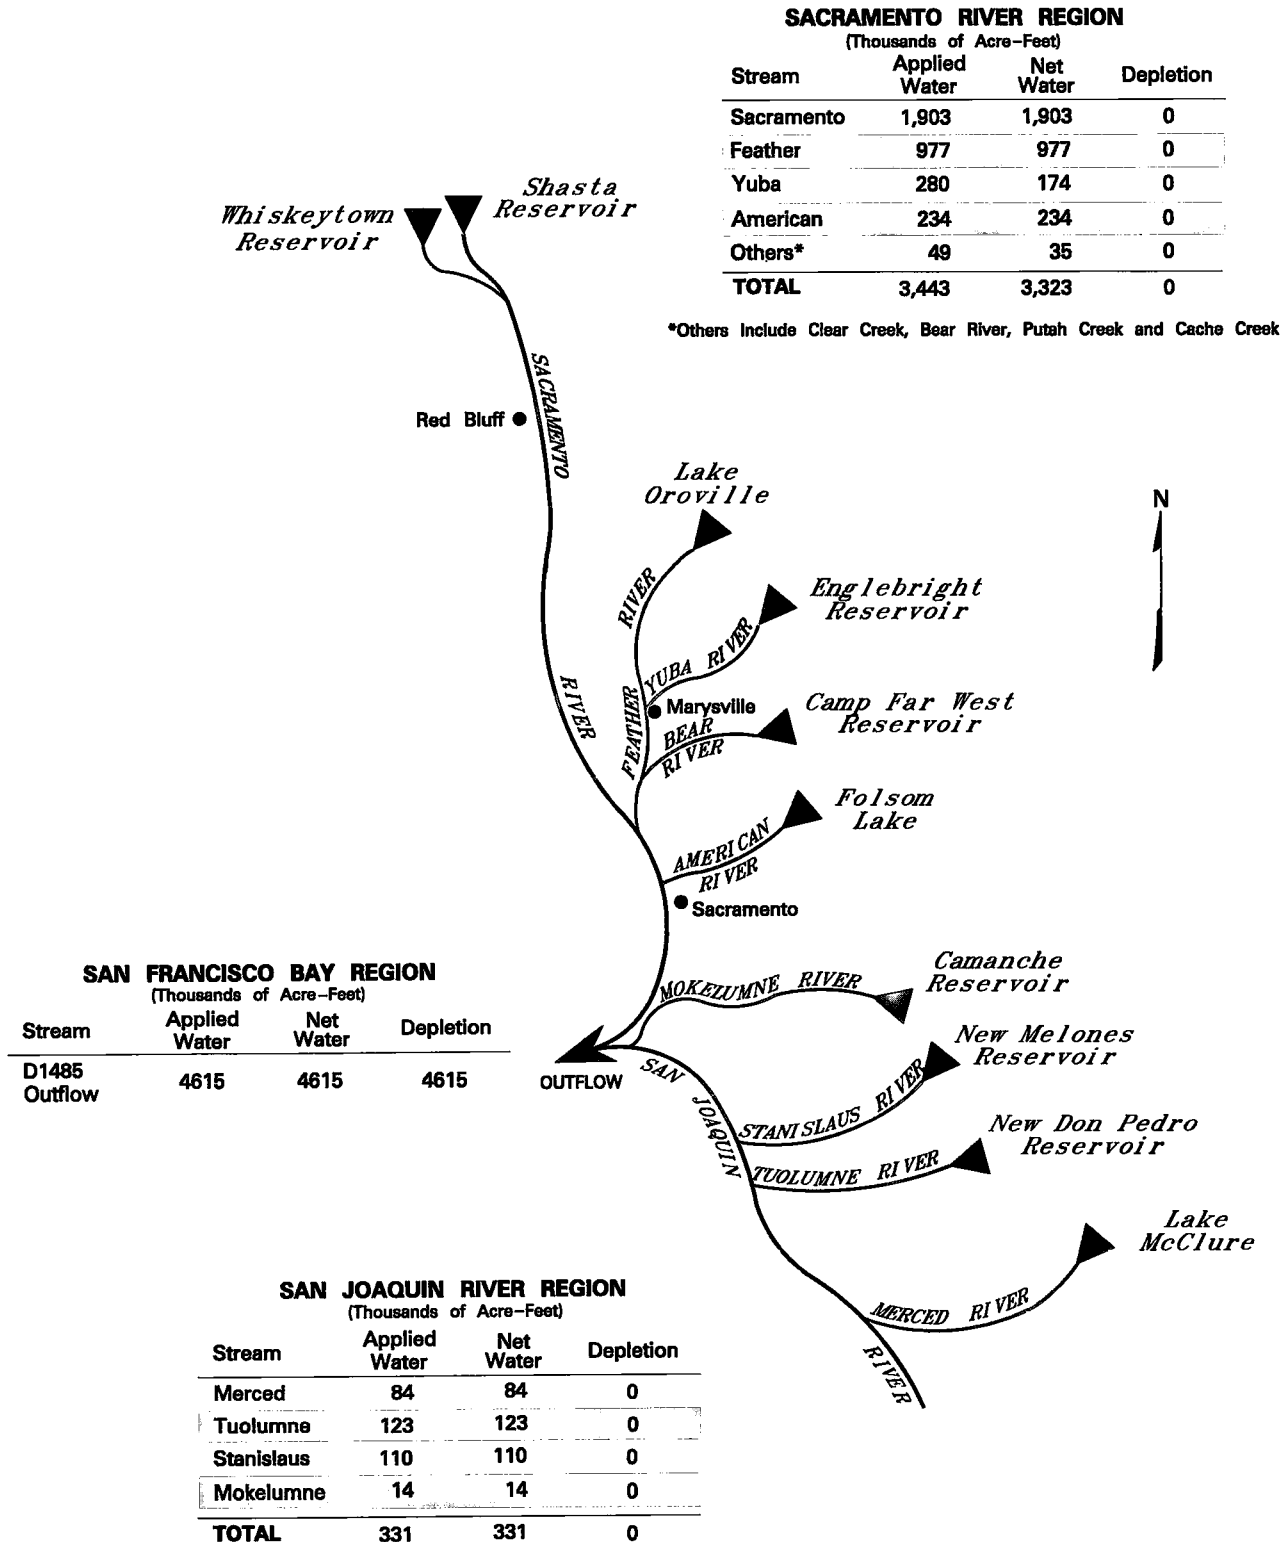 SACRAMENTO RIVER REGION
(Thousands of Acre-Feet)
Stream Applied Water Net Water Depletion
Sacramento 1,903 1,903 0
Feather 977 977 0
Yuba 280 174 0
American 234 234 0
Others* 49 35 0
TOTAL 3,443 3,323 0
*Others Include Clear Creek, Bear River, Putah Creek and Cache Creek
Shasta
Reservoir
Whiskeytown
Reservoir
SACRAMENTO
Red Bluff
Lake
Oroville
N
RIVER
Englebright
Reservoir
YUBA RIVER
RIVER
FEATHER
Marysville
Camp Far West
Reservoir
BEAR
RIVER
Folsom
Lake
AMERICAN
RIVER
Sacramento
SAN FRANCISCO BAY REGION
(Thousands of Acre-Feet)
Stream Applied Water Net Water Depletion
D1485
Outflow 4615 4615 4615
Camanche
Reservoir
MOKELUMNE RIVER
New Melones
Reservoir
OUTFLOW
SAN
JOAQUIN
STANISLAUS RIVER
New Don Pedro
Reservoir
TUOLUMNE RIVER
Lake
McClure
MERCED RIVER
RIVER
SAN JOAQUIN RIVER REGION
(Thousands of Acre-Feet)
Stream Applied Water Net Water Depletion
Merced 84 84 0
Tuolumne 123 123 0
Stanislaus 110 110 0
Mokelumne 14 14 0
TOTAL 331 331 0